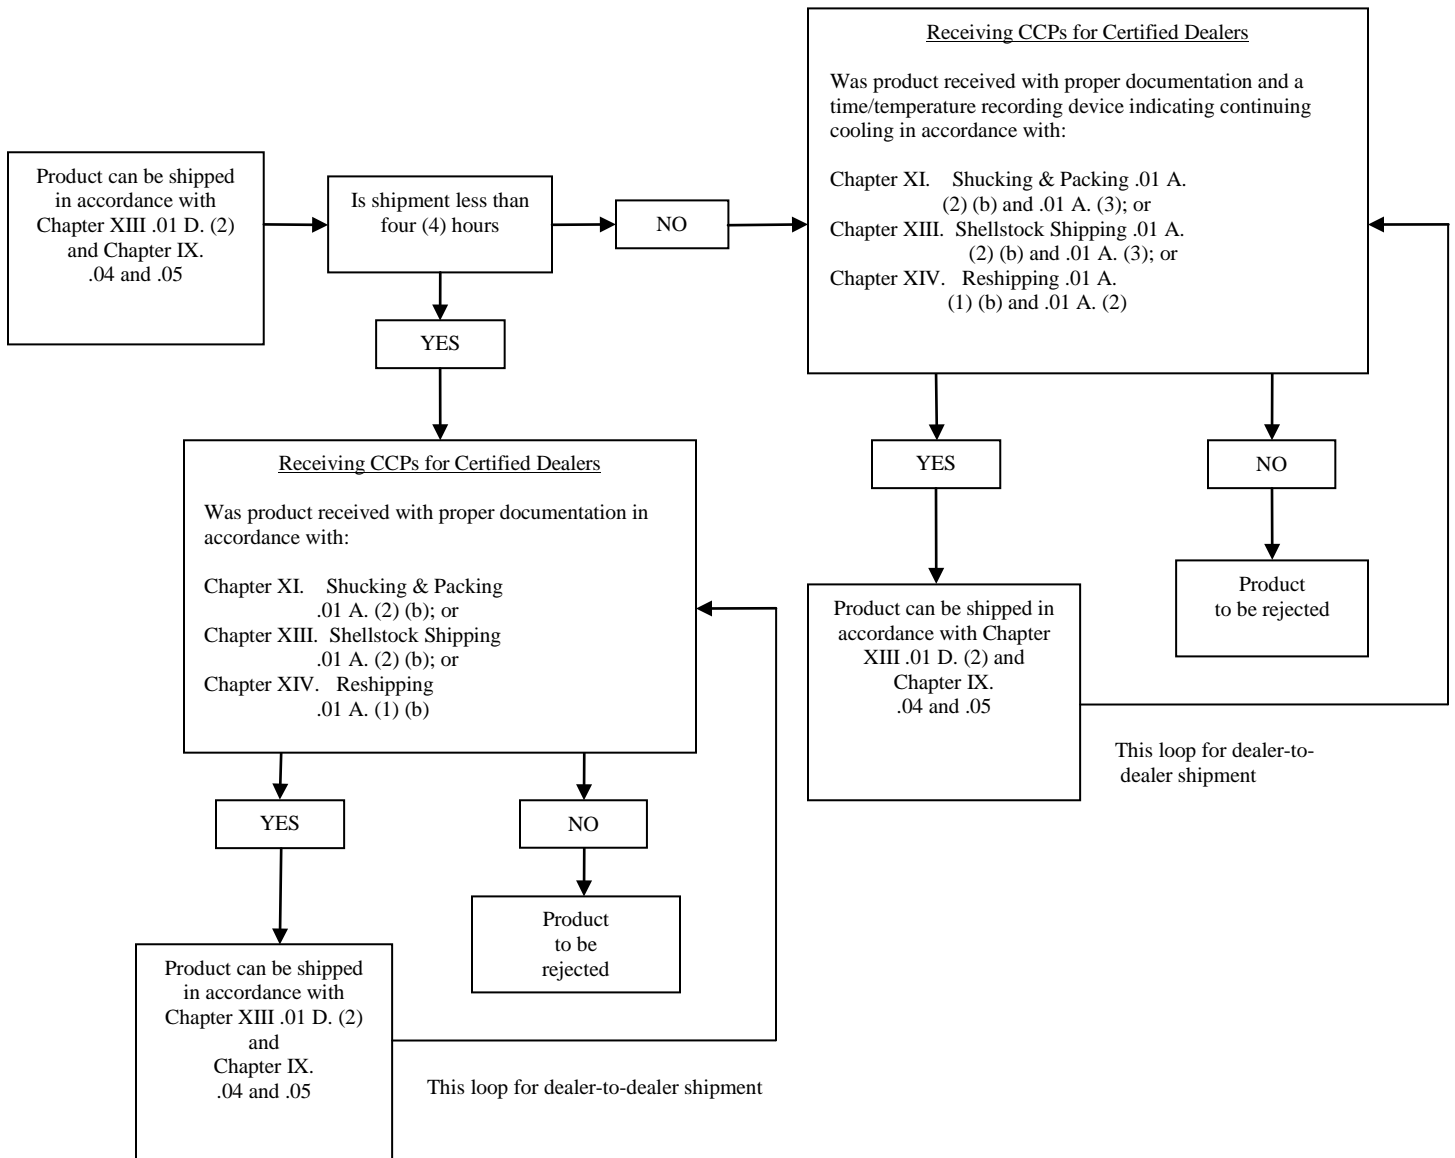 Product can be shipped
in accordance with
Chapter XIII .01 D. (2)
and Chapter IX.
.04 and .05
Is shipment less than
four (4) hours
NO
YES
Receiving CCPs for Certified Dealers
Was product received with proper documentation and a
time/temperature recording device indicating continuing
cooling in accordance with:
Chapter XI. Shucking & Packing .01 A.
(2) (b) and .01 A. (3); or
Chapter XIII. Shellstock Shipping .01 A.
(2) (b) and .01 A. (3); or
Chapter XIV. Reshipping .01 A.
(1) (b) and .01 A. (2)
YES
NO
Product can be shipped in
accordance with Chapter
XIII .01 D. (2) and
Chapter IX.
.04 and .05
Product
to be rejected
This loop for dealer-to-
dealer shipment
Receiving CCPs for Certified Dealers
Was product received with proper documentation in
accordance with:
Chapter XI. Shucking & Packing
.01 A. (2) (b); or
Chapter XIII. Shellstock Shipping
.01 A. (2) (b); or
Chapter XIV. Reshipping
.01 A. (1) (b)
YES
NO
Product
to be
rejected
Product can be shipped
in accordance with
Chapter XIII .01 D. (2)
and
Chapter IX.
.04 and .05
This loop for dealer-to-dealer shipment